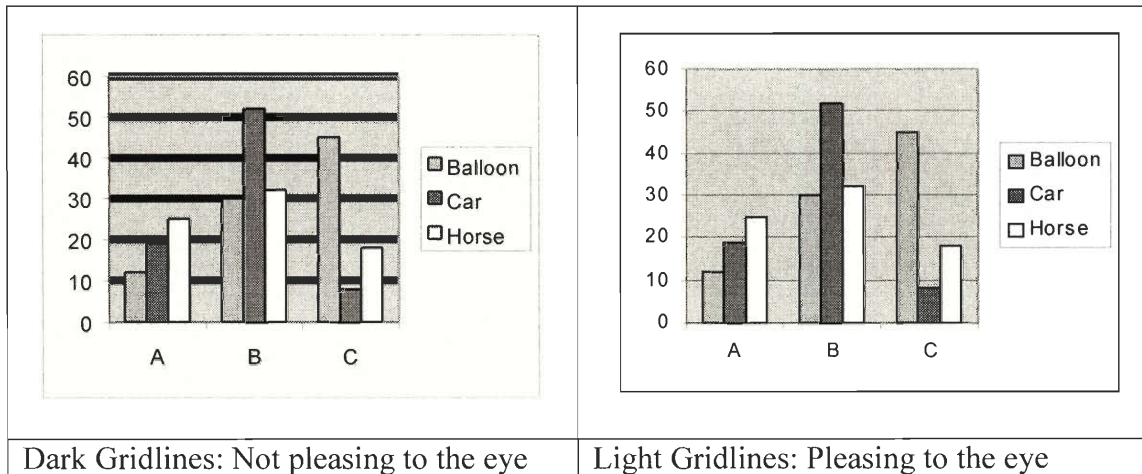 60
50
40
30
20
10
0
A B C
Balloon
Car
Horse
Dark Gridlines: Not pleasing to the eye
60
50
40
30
20
10
0
A B C
Balloon
Car
Horse
Light Gridlines: Pleasing to the eye